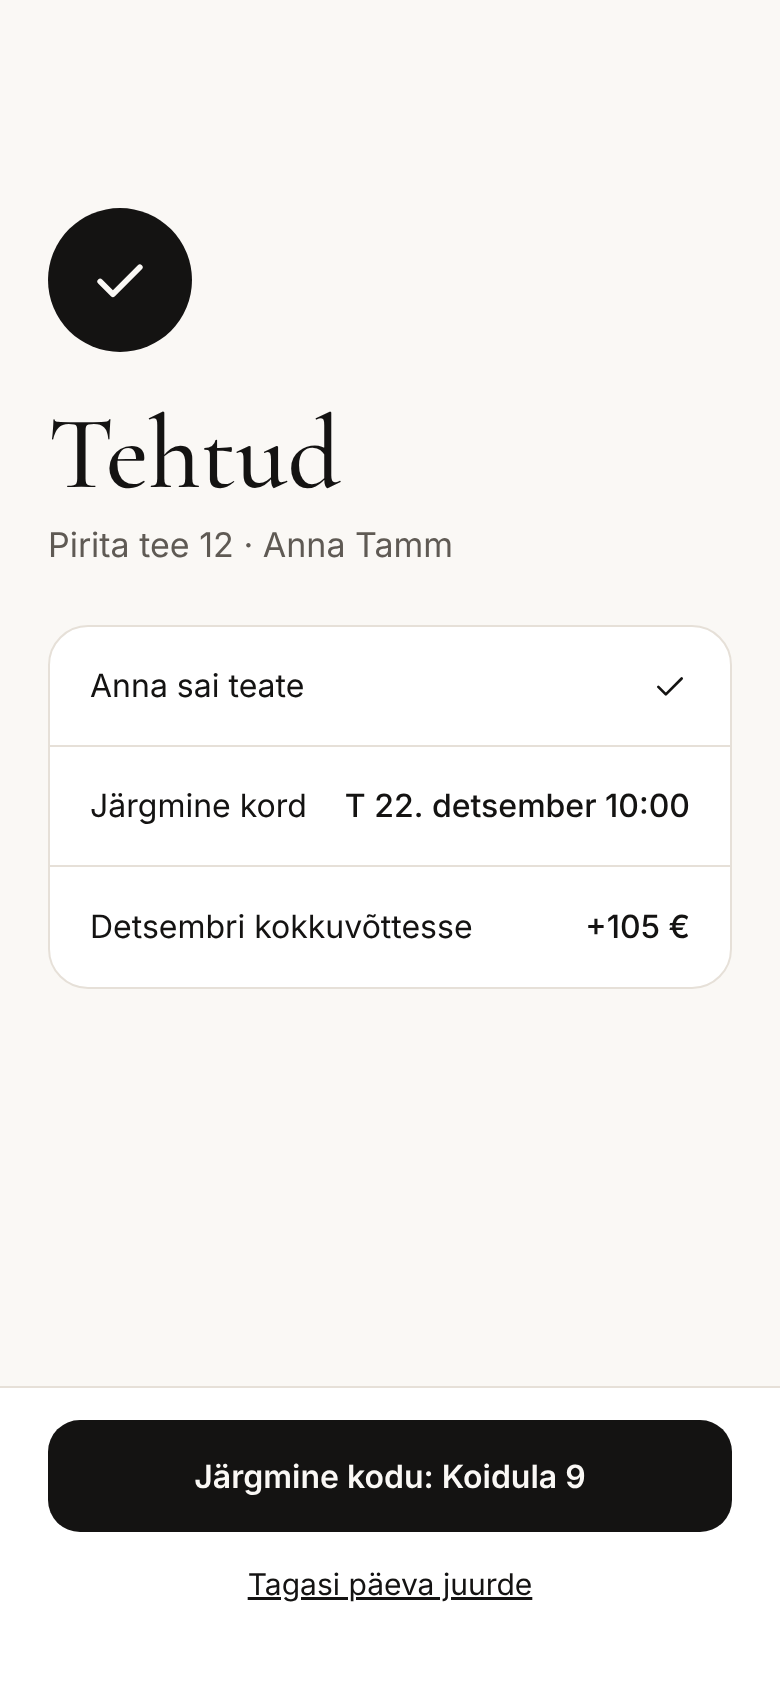 Tehtud
Pirita tee 12 · Anna Tamm
Anna sai teate
Järgmine kord T 22. detsember 10:00
Detsembri kokkuvõttesse +105 €
Järgmine kodu: Koidula 9
Tagasi päeva juurde